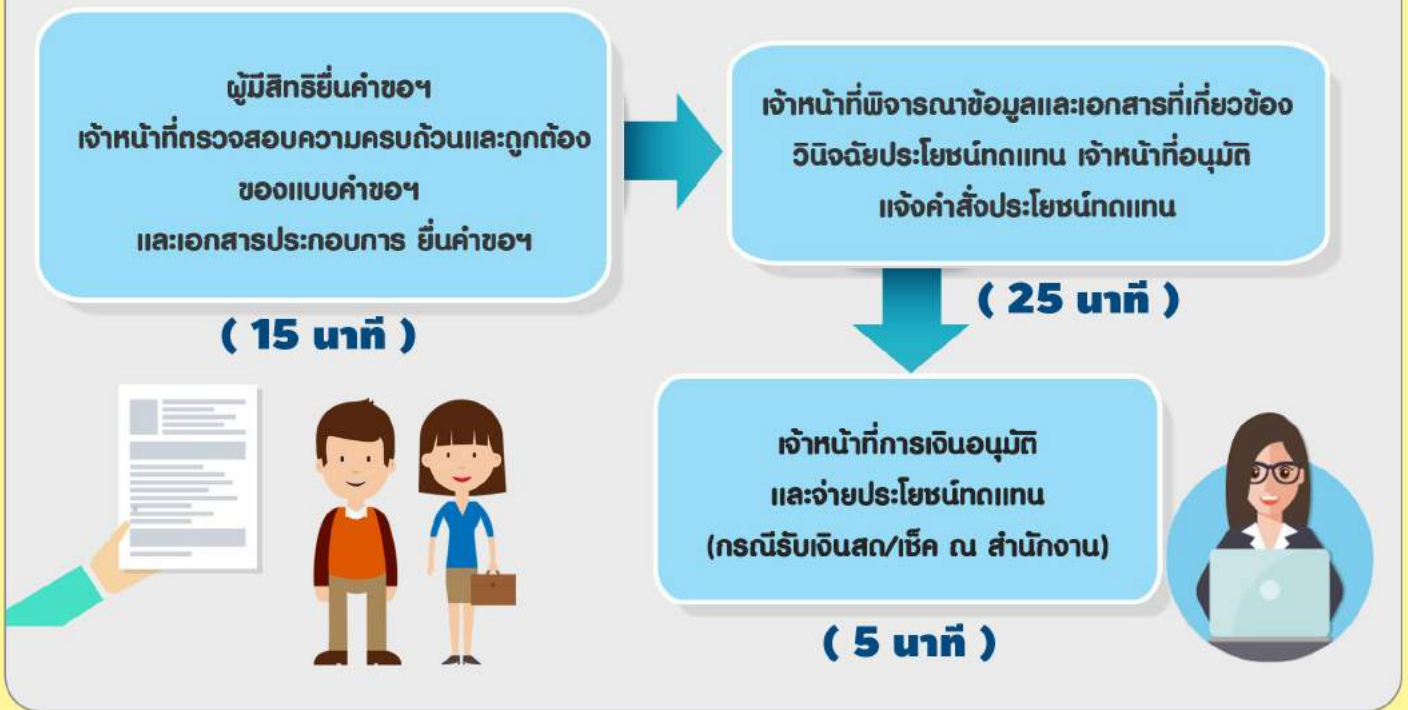 ผู้มีสิทธิยื่นคำขอฯ
เจ้าหน้าที่ตรวจสอบความครบถ้วนและถูกต้อง
ของแบบคำขอฯ
และเอกสารประกอบการ ยื่นคำขอฯ
( 15 นาที )
เจ้าหน้าที่พิจารณาข้อมูลและเอกสารที่เกี่ยวข้อง
วินิจฉัยประโยชน์ทดแทน เจ้าหน้าที่อนุมัติ
แจ้งคำสั่งประโยชน์ทดแทน
( 25 นาที )
เจ้าหน้าที่การเงินอนุมัติ
และจ่ายประโยชน์ทดแทน
(กรณีรับเงินสด/เช็ค ณ สำนักงาน)
( 5 นาที )